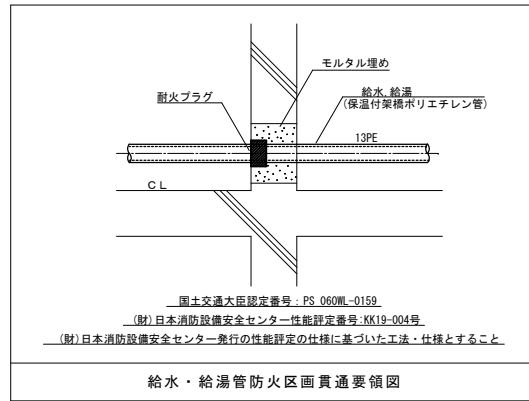 モルタル埋め
耐火プラグ
給水,給湯
(保温付架橋ポリエチレン管)
13PE
CL
国土交通大臣認定番号：PS 060WL-0159
(財)日本消防設備安全センター性能評定番号:KK19-004号
(財)日本消防設備安全センター発行の性能評定の仕様に基づいた工法・仕様とすること
給水・給湯管防火区画貫通要領図